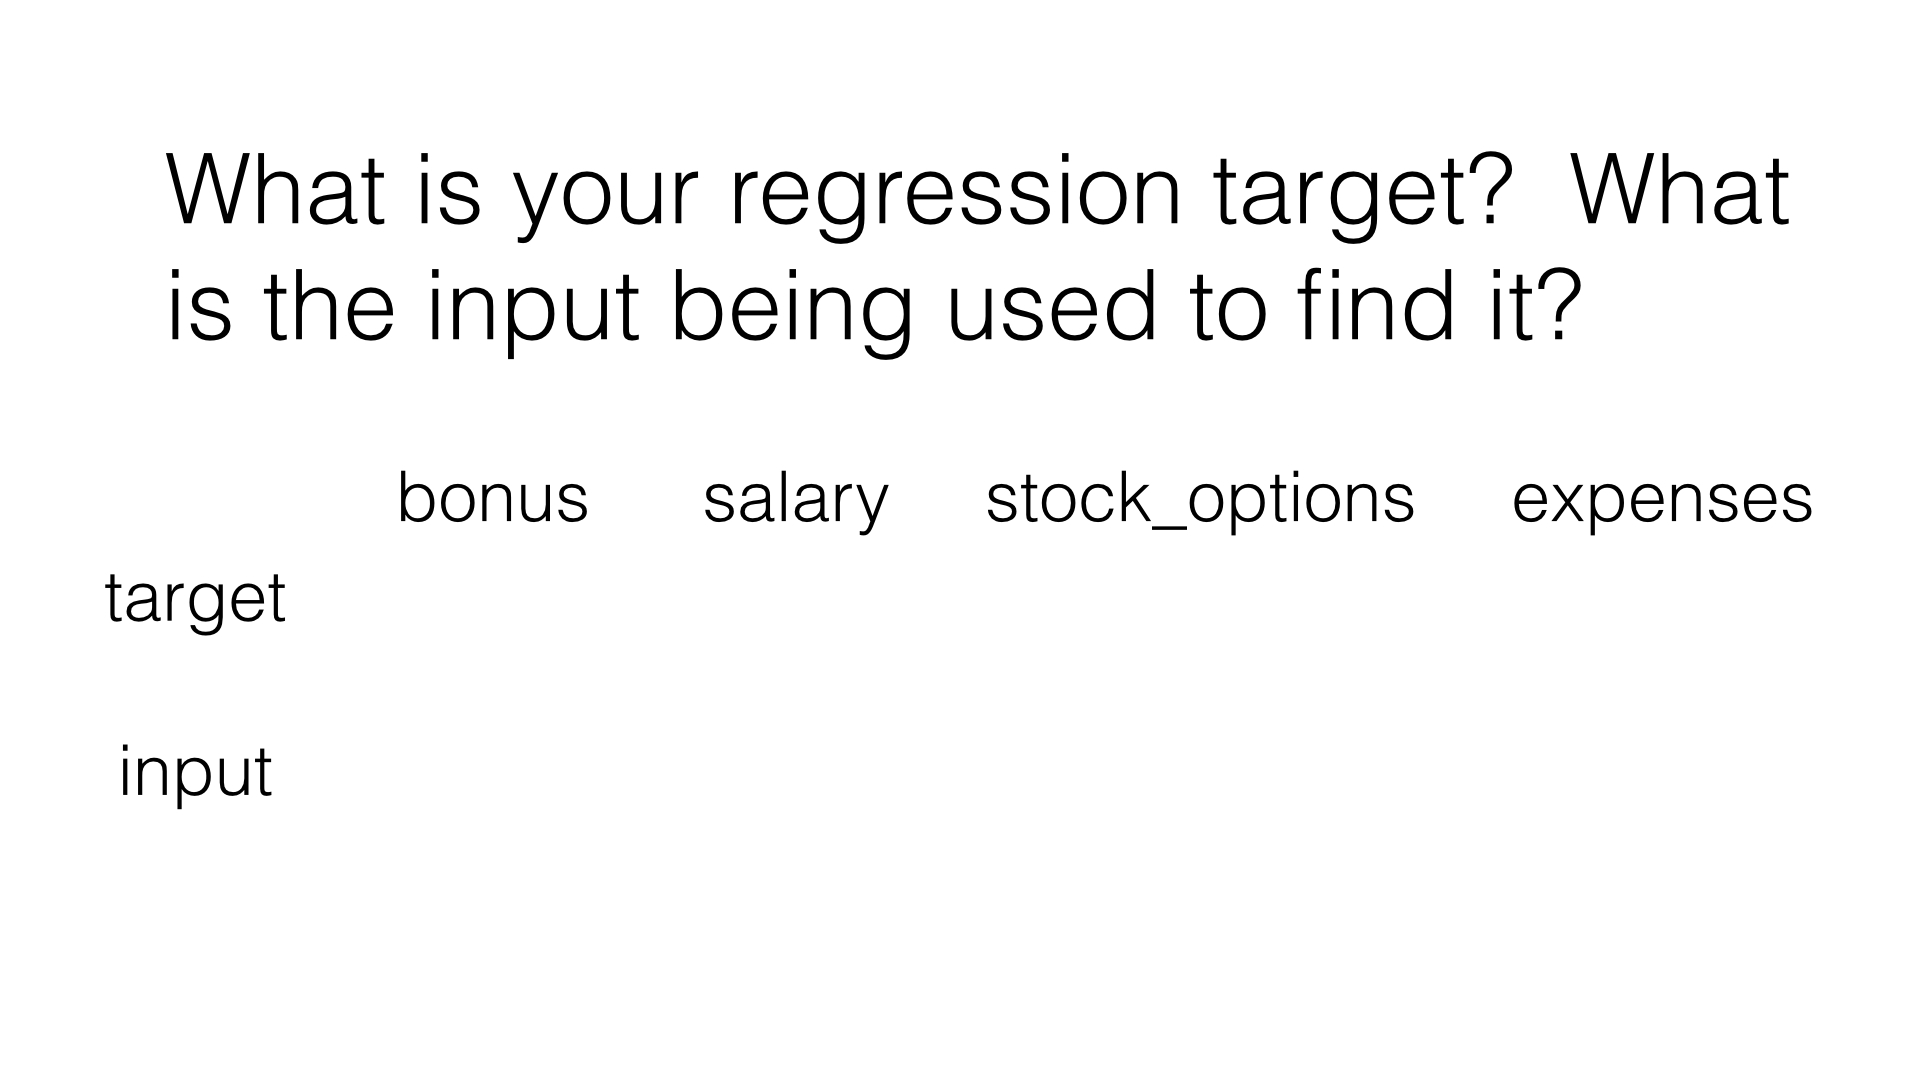 What is your regression target?  What
is the input being used to find it?
bonus salary stock_options expenses
target
input